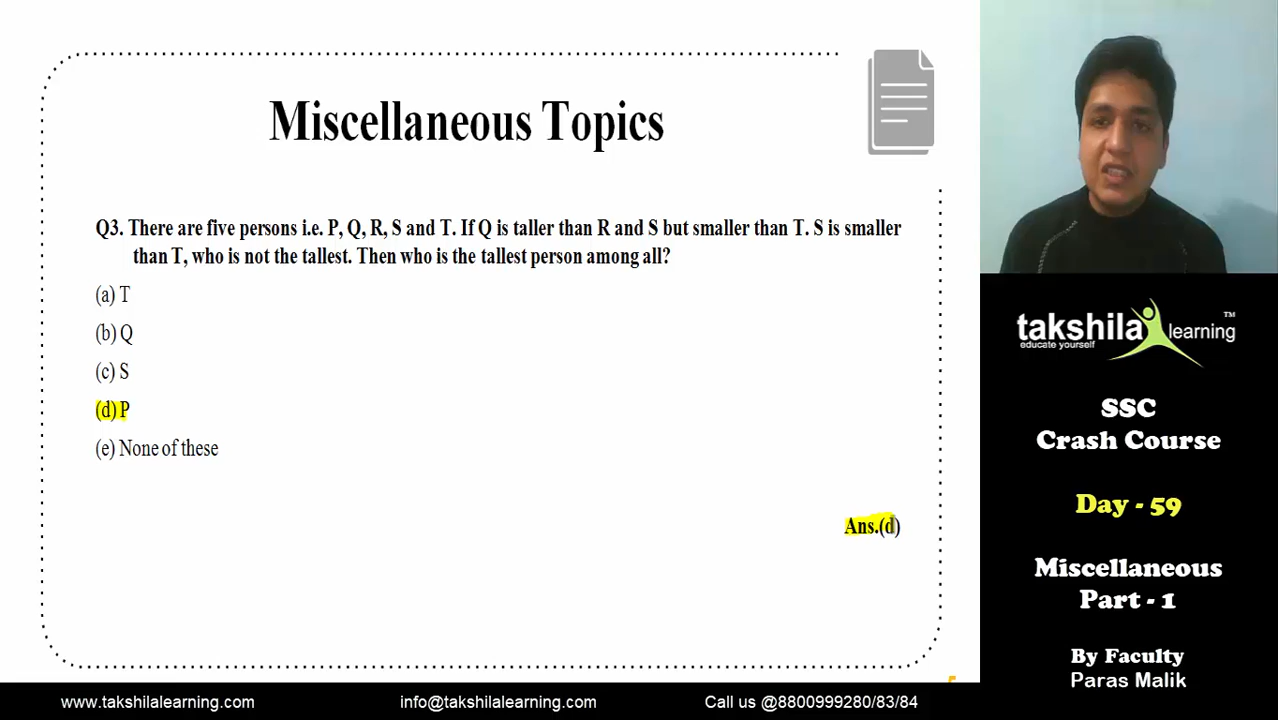 Miscellaneous Topics
Q3. There are five persons i.e. P, Q, R, S and T. If Q is taller than R and S but smaller than T. S is smaller
than T, who is not the tallest. Then who is the tallest person among all?
(a) T
(b) Q
(c) S
(d) P
(e) None of these
Ans.(d)
takshila learning TM
educate yourself
SSC
Crash Course
Day - 59
Miscellaneous
Part - 1
By Faculty
Paras Malik
www.takshilalearning.com info@takshilalearning.com Call us @8800999280/83/84